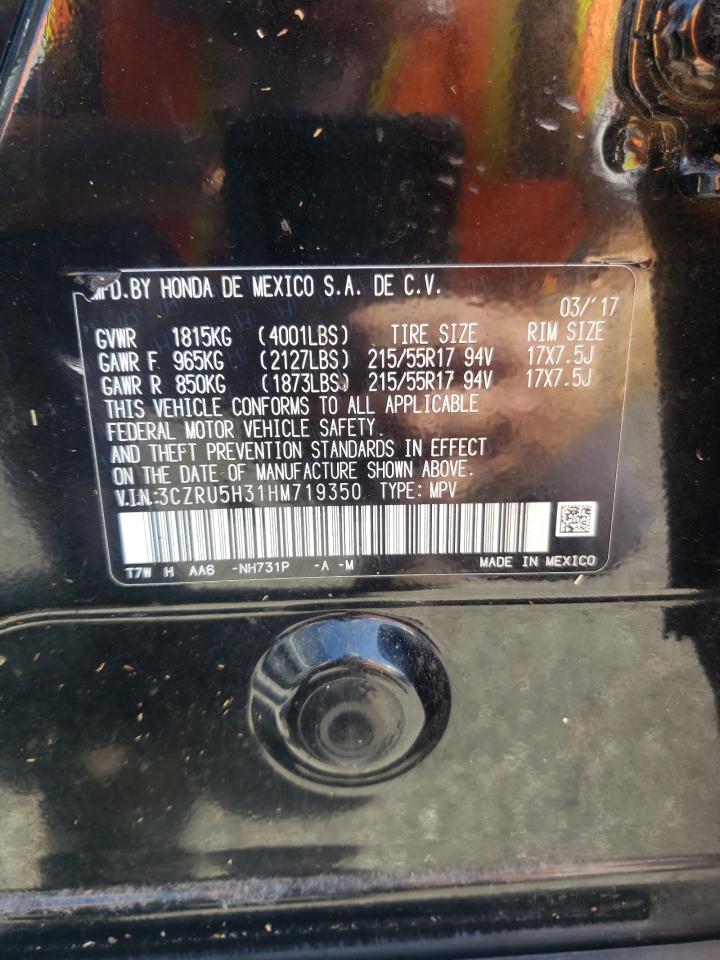 MFD.BY HONDA DE MEXICO S.A. DE C.V.
03/'17
GVWR 1815KG (4001LBS) TIRE SIZE RIM SIZE
GAWR F 965KG (2127LBS) 215/55R17 94V 17X7.5J
GAWR R 850KG (1873LBS) 215/55R17 94V 17X7.5J
THIS VEHICLE CONFORMS TO ALL APPLICABLE
FEDERAL MOTOR VEHICLE SAFETY.
AND THEFT PREVENTION STANDARDS IN EFFECT
ON THE DATE OF MANUFACTURE SHOWN ABOVE.
V.I.N.:3CZRU5H31HM719350 TYPE: MPV
T7W H AA6 -NH731P -A -M MADE IN MEXICO